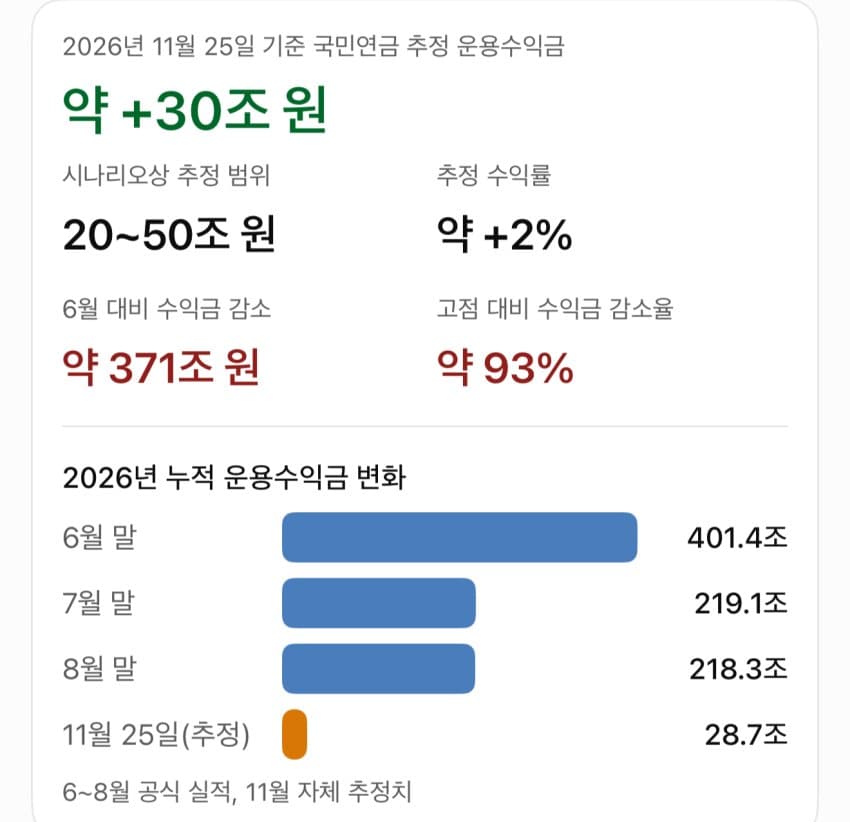 2026년 11월 25일 기준 국민연금 추정 운용수익금
약 +30조 원
시나리오상 추정 범위
추정 수익률
20~50조 원
약 +2%
6월 대비 수익금 감소
고점 대비 수익금 감소율
약 371조 원
약 93%
2026년 누적 운용수익금 변화
6월 말 401.4조
7월 말 219.1조
8월 말 218.3조
11월 25일(추정) 28.7조
6~8월 공식 실적, 11월 자체 추정치